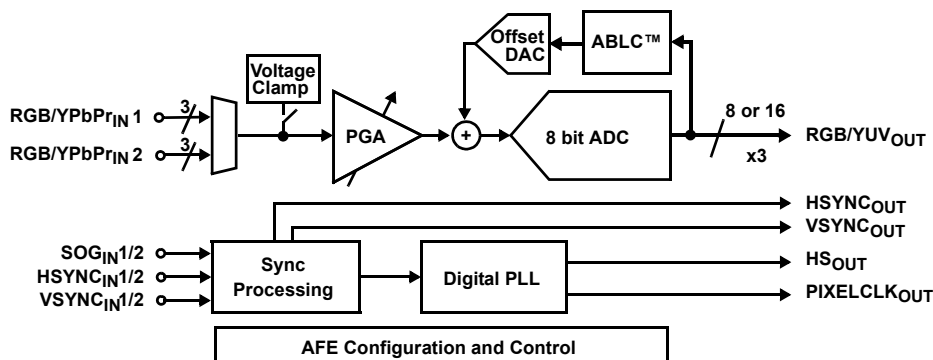 Offset
DAC
ABLC™
Voltage
Clamp
RGB/YPbPrIN 1
3
PGA
+
8 bit ADC
8 or 16
x3
RGB/YUVOUT
RGB/YPbPrIN 2
3
HSYNCOUT
VSYNCOUT
SOGIN1/2
HSYNCIN1/2
VSYNCIN1/2
Sync
Processing
Digital PLL
HSOUT
PIXELCLKOUT
AFE Configuration and Control